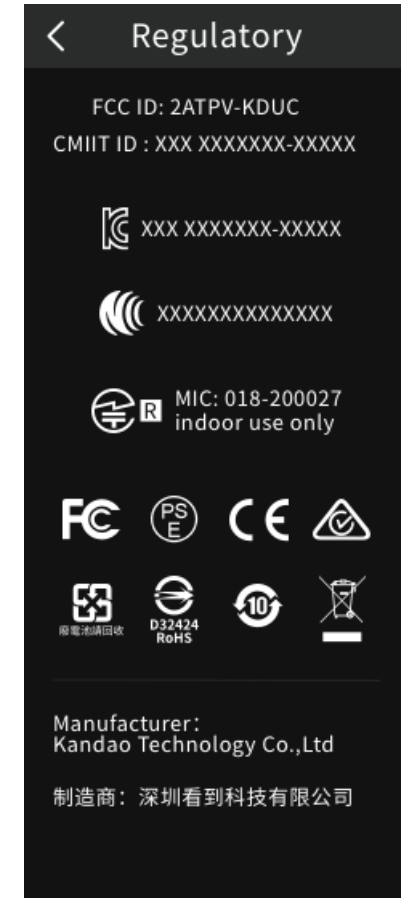 Regulatory
FCC ID: 2ATPV-KDUC
CMIIT ID : XXX XXXXXXX-XXXXX
XXX XXXXXXX-XXXXX
XXXXXXXXXXXXXX
R
MIC: 018-200027
indoor use only
FC PS E CE
廢電池請回收
D32424
RoHS
10
Manufacturer:
Kandao Technology Co.,Ltd
制造商：深圳看到科技有限公司